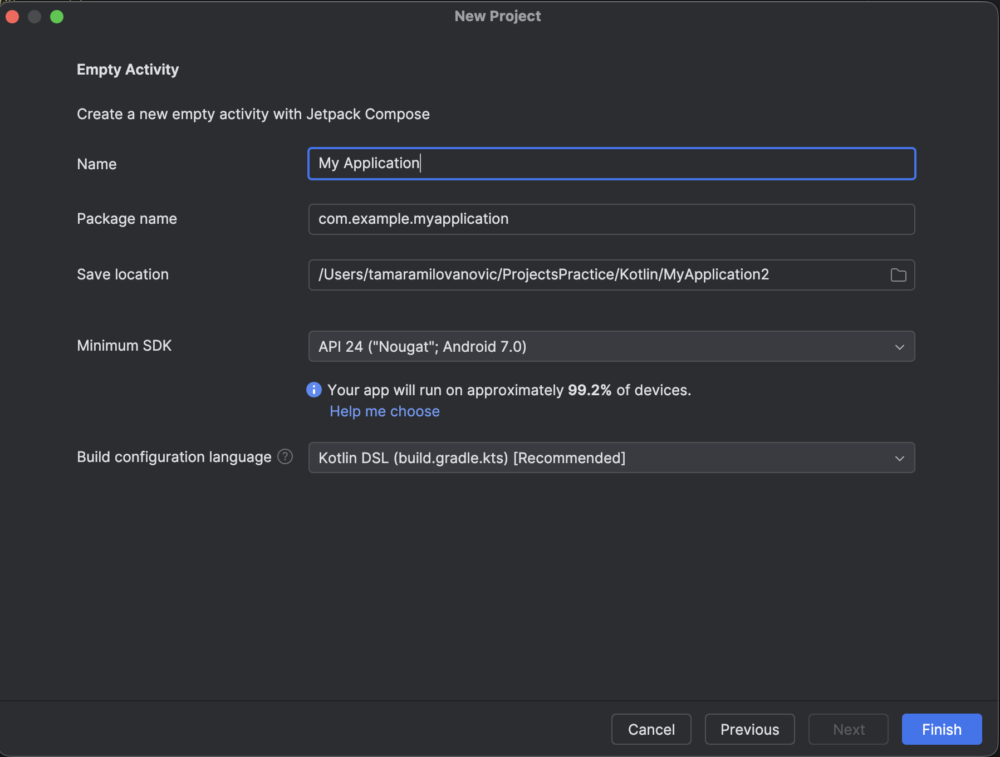 New Project
Empty Activity
Create a new empty activity with Jetpack Compose
Name
My Application
Package name
com.example.myapplication
Save location
/Users/tamaramilovanovic/ProjectsPractice/Kotlin/MyApplication2
Minimum SDK
API 24 ("Nougat"; Android 7.0)
Your app will run on approximately 99.2% of devices.
Help me choose
Build configuration language ?
Kotlin DSL (build.gradle.kts) [Recommended]
Cancel
Previous
Next
Finish